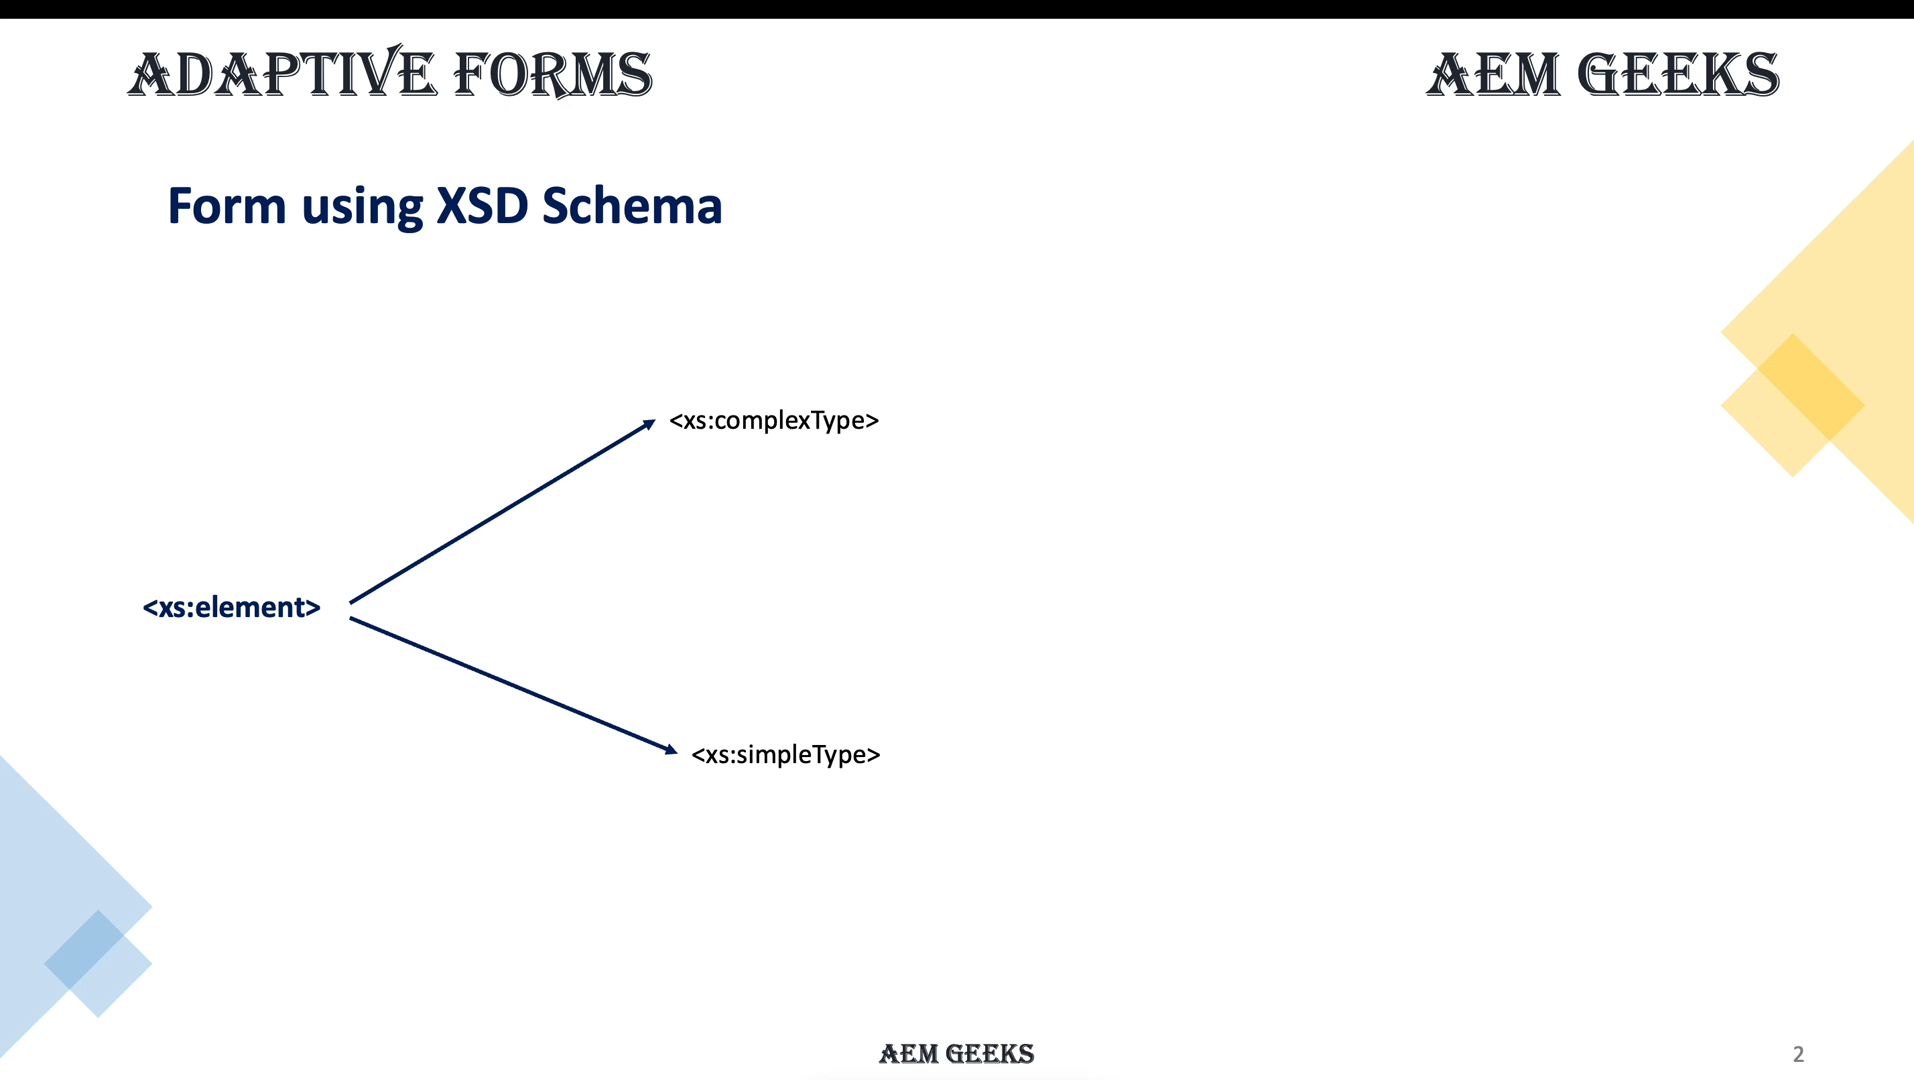 ADAPTIVE FORMS
AEM GEEKS
Form using XSD Schema
<xs:complexType>
<xs:element>
<xs:simpleType>
AEM GEEKS
2